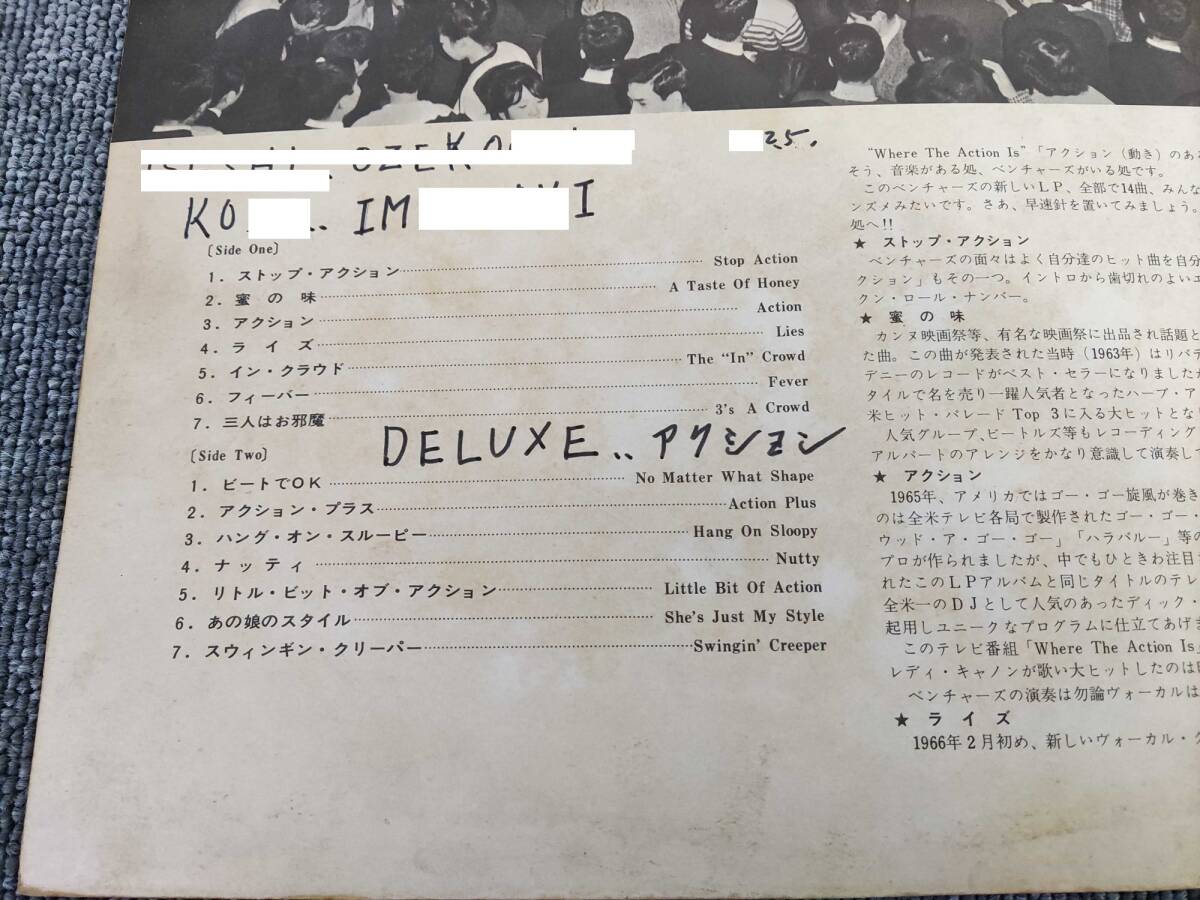 25.
KO IM I
〔Side One〕
1. ストップ・アクション Stop Action
2. 蜜の味 A Taste Of Honey
3. アクション Action
4. ライズ Lies
5. イン・クラウド The "In" Crowd
6. フィーバー Fever
7. 三人はお邪魔 3's A Crowd
DELUXE.. アクション
〔Side Two〕
1. ビートでOK No Matter What Shape
2. アクション・プラス Action Plus
3. ハング・オン・スルーピー Hang On Sloopy
4. ナッティ Nutty
5. リトル・ビット・オブ・アクション Little Bit Of Action
6. あの娘のスタイル She's Just My Style
7. スウィンギン・クリーパー Swingin' Creeper
"Where The Action Is"「アクション（動き）のあ
そう、音楽がある処、ベンチャーズがいる処です。
このベンチャーズの新しいLP、全部で14曲、みんな
ンズメみたいです。さあ、早速針を置いてみましょう。
処へ!!
★ ストップ・アクション
ベンチャーズの面々はよく自分達のヒット曲を自分
クション」もその一つ。イントロから歯切れのよいエ
クン・ロール・ナンバー。
★ 蜜の味
カンヌ映画祭等、有名な映画祭に出品され話題と
た曲。この曲が発表された当時（1963年）はリバテ
デニーのレコードがベスト・セラーになりましたが
タイルで名を売り一躍人気者となったハーブ・ア
米ヒット・パレードTop 3に入る大ヒットとな
人気グループ、ビートルズ等もレコーディング
アルバートのアレンジをかなり意識して演奏して
★ アクション
1965年、アメリカではゴー・ゴー旋風が巻き
のは全米テレビ各局で製作されたゴー・ゴー・
ウッド・ア・ゴー・ゴー」「ハラバルー」等の
プロが作られましたが、中でもひときわ注目
れたこのLPアルバムと同じタイトルのテレ
全米一のDJとして人気のあったディック・
起用しユニークなプログラムに仕立てあげま
このテレビ番組「Where The Action Is」
レディ・キャノンが歌い大ヒットしたのは
ベンチャーズの演奏は勿論ヴォーカルは
★ ライズ
1966年2月初め、新しいヴォーカル・グ